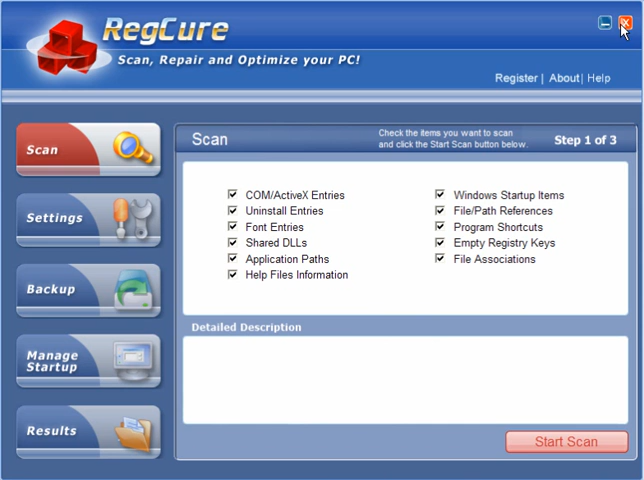 RegCure
Scan, Repair and Optimize your PC!
Register | About | Help
Scan
Settings
Backup
Manage
Startup
Results
Scan
Check the items you want to scan
and click the Start Scan button below.
Step 1 of 3
COM/ActiveX Entries
Uninstall Entries
Font Entries
Shared DLLs
Application Paths
Help Files Information
Windows Startup Items
File/Path References
Program Shortcuts
Empty Registry Keys
File Associations
Detailed Description
Start Scan